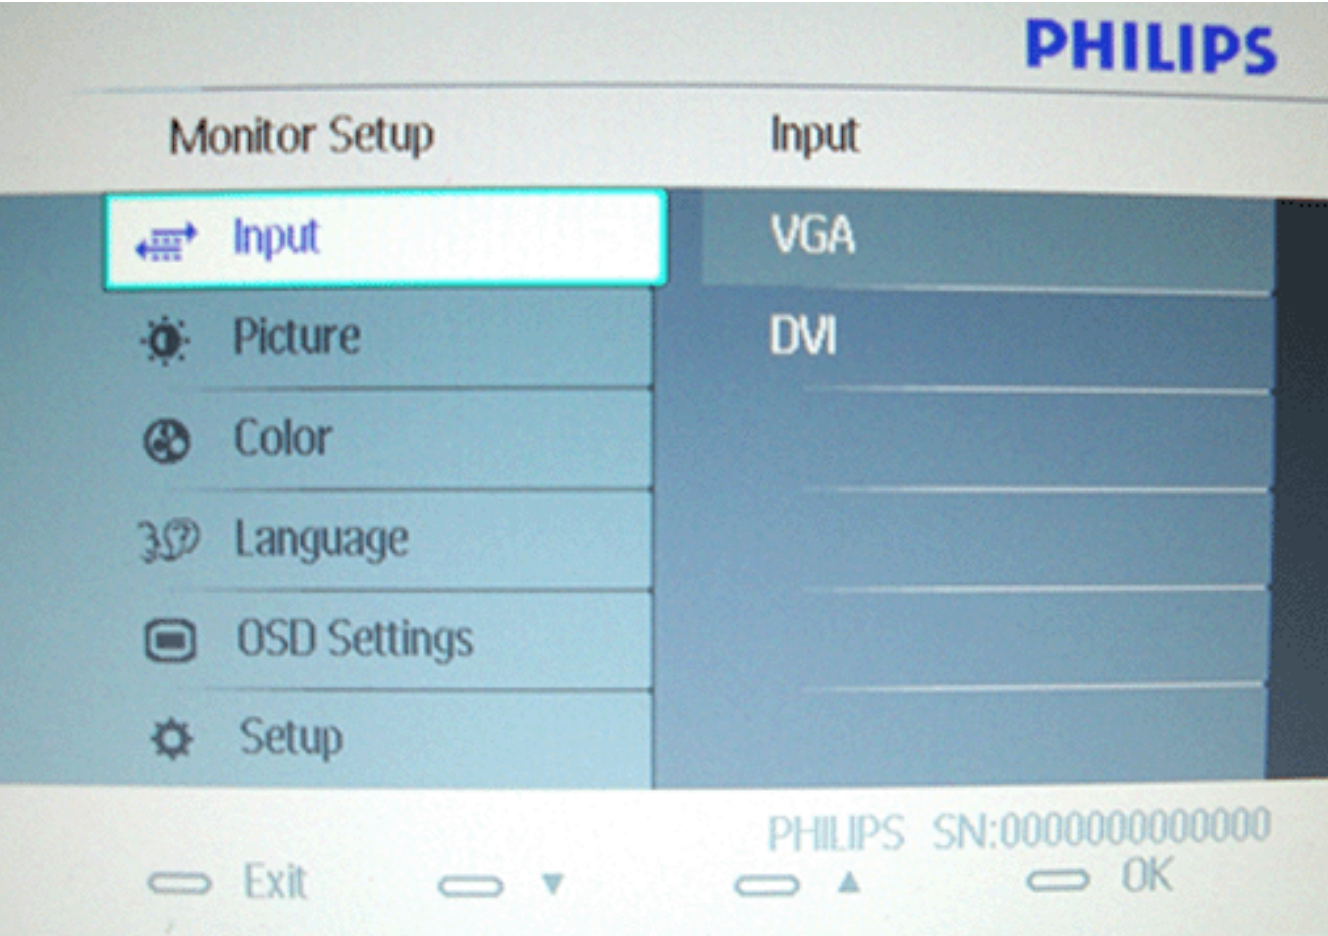 PHILIPS
Monitor Setup
Input
Input
Picture
Color
Language
OSD Settings
Setup
VGA
DVI
PHILIPS SN:0000000000000
Exit
▼
▲
OK